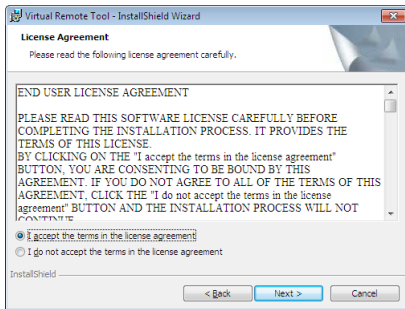 Virtual Remote Tool - InstallShield Wizard
License Agreement
Please read the following license agreement carefully.
END USER LICENSE AGREEMENT
PLEASE READ THIS SOFTWARE LICENSE CAREFULLY BEFORE
COMPLETING THE INSTALLATION PROCESS. IT PROVIDES THE
TERMS OF THIS LICENSE.
BY CLICKING ON THE "I accept the terms in the license agreement"
BUTTON, YOU ARE CONSENTING TO BE BOUND BY THIS
AGREEMENT. IF YOU DO NOT AGREE TO ALL OF THE TERMS OF THIS
AGREEMENT, CLICK THE "I do not accept the terms in the license
agreement" BUTTON AND THE INSTALLATION PROCESS WILL NOT
CONTINUE
I accept the terms in the license agreement
I do not accept the terms in the license agreement
InstallShield
< Back Next > Cancel